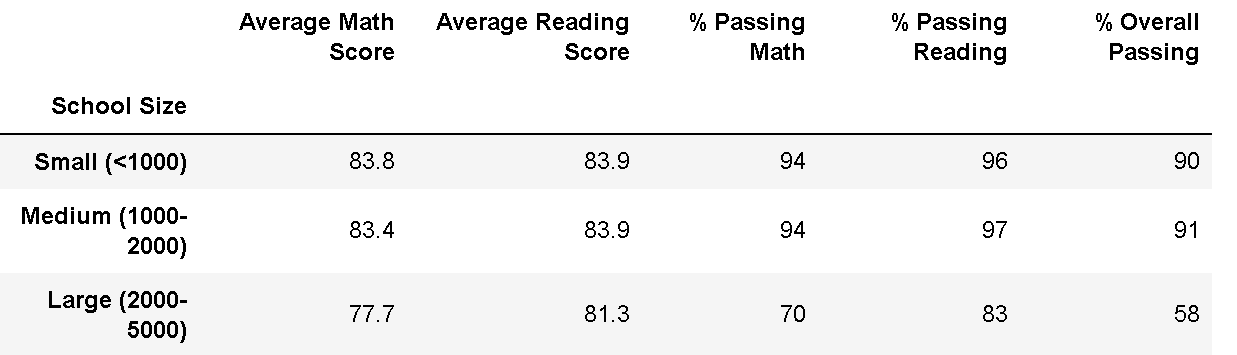 Average Math Score Average Reading Score % Passing Math % Passing Reading % Overall Passing
School Size
Small (<1000) 83.8 83.9 94 96 90
Medium (1000-2000) 83.4 83.9 94 97 91
Large (2000-5000) 77.7 81.3 70 83 58